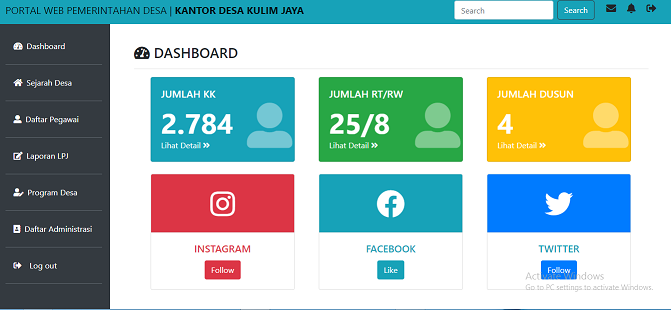 PORTAL WEB PEMERINTAHAN DESA | KANTOR DESA KULIM JAYA
Search
Search
Dashboard
Sejarah Desa
Daftar Pegawai
Laporan LPJ
Program Desa
Daftar Administrasi
Log out
DASHBOARD
JUMLAH KK
2.784
Lihat Detail
JUMLAH RT/RW
25/8
Lihat Detail
JUMLAH DUSUN
4
Lihat Detail
INSTAGRAM
Follow
FACEBOOK
Like
TWITTER
Follow
Activate Windows
Go to PC settings to activate Windows.